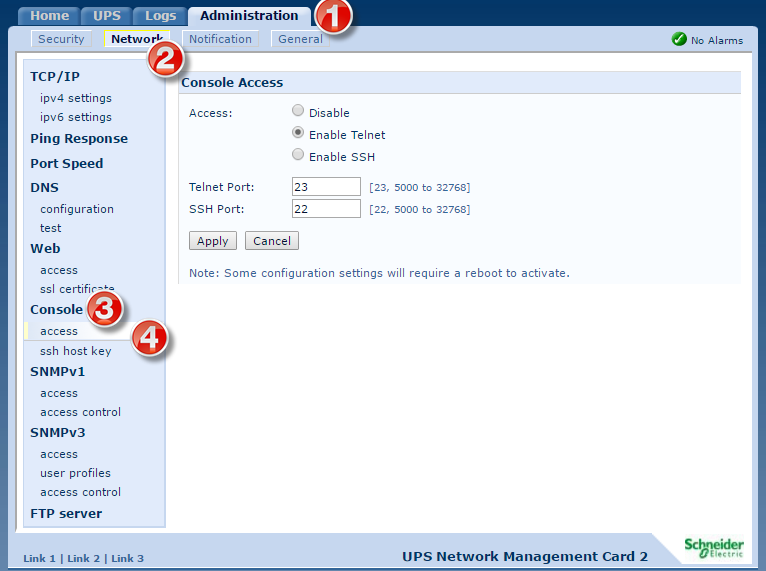 Home UPS Logs Administration 1
Security Network Notification General No Alarms
2
TCP/IP
ipv4 settings
ipv6 settings
Ping Response
Port Speed
DNS
configuration
test
Web
access
ssl certificate
Console 3
access 4
ssh host key
SNMPv1
access
access control
SNMPv3
access
user profiles
access control
FTP server
Console Access
Access: Disable
Enable Telnet
Enable SSH
Telnet Port: 23 [23, 5000 to 32768]
SSH Port: 22 [22, 5000 to 32768]
Apply Cancel
Note: Some configuration settings will require a reboot to activate.
Link 1 | Link 2 | Link 3
UPS Network Management Card 2
Schneider
Electric